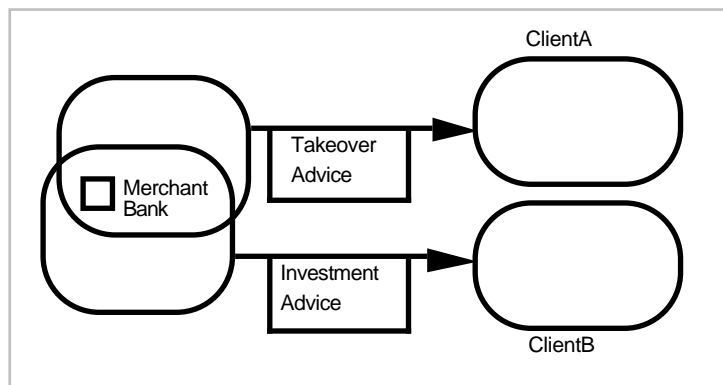 ClientA
Takeover
Advice
Merchant
Bank
Investment
Advice
ClientB